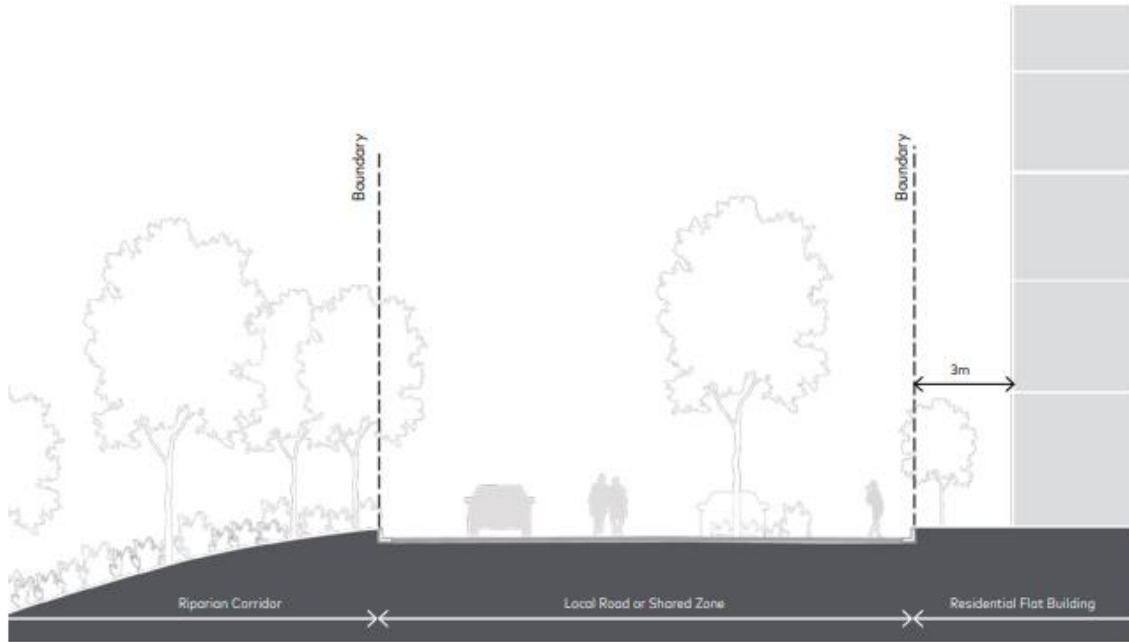 Boundary
Boundary
3m
Riparian Corridor
Local Road or Shared Zone
Residential Flat Building